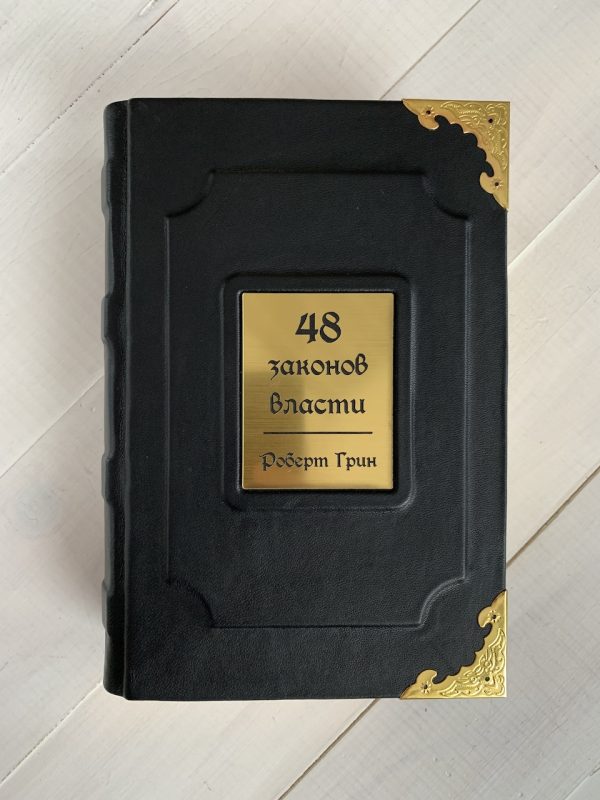 48
законов
власти
Роберт Грин